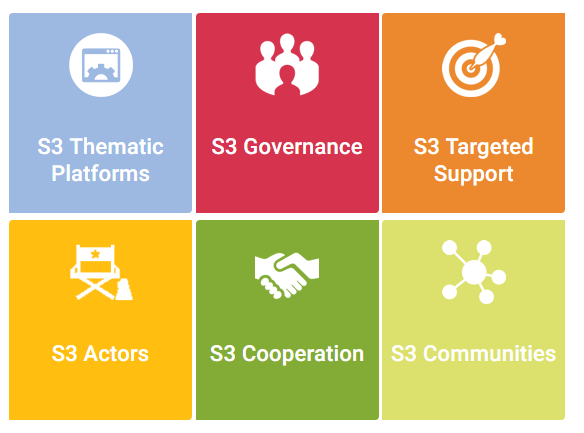 S3 Thematic
Platforms
S3 Governance
S3 Targeted
Support
S3 Actors
S3 Cooperation
S3 Communities